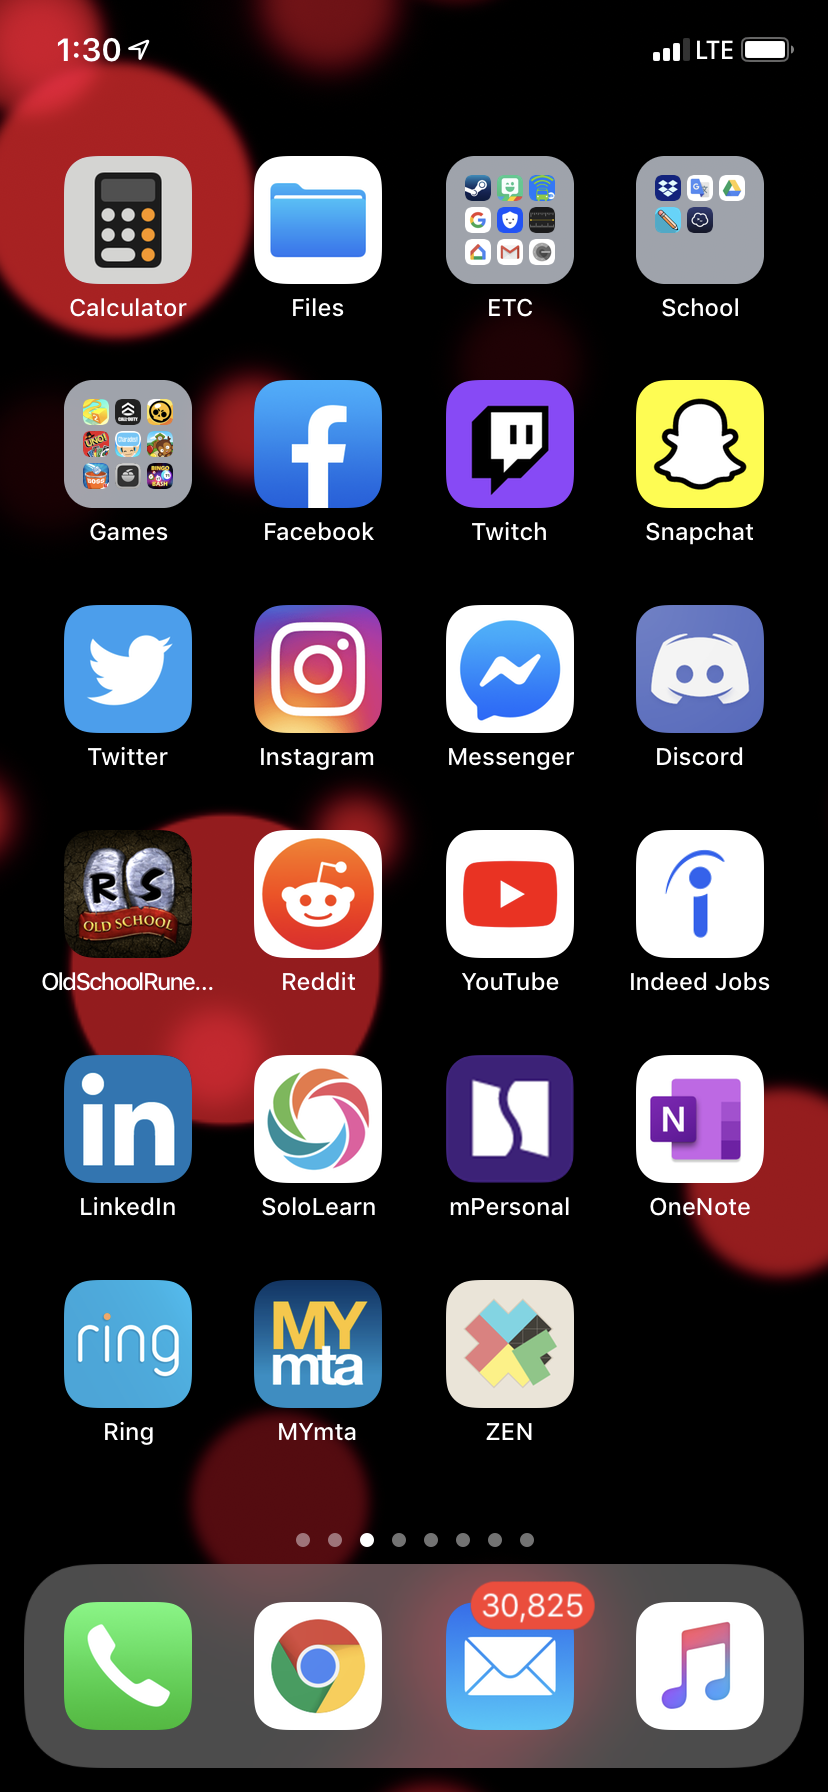 1:30 LTE
Calculator Files ETC School
Games Facebook Twitch Snapchat
Twitter Instagram Messenger Discord
RS
OLD SCHOOL
OldSchoolRune... Reddit YouTube Indeed Jobs
in N
LinkedIn SoloLearn mPersonal OneNote
ring MY
mta
Ring MYmta ZEN
30,825